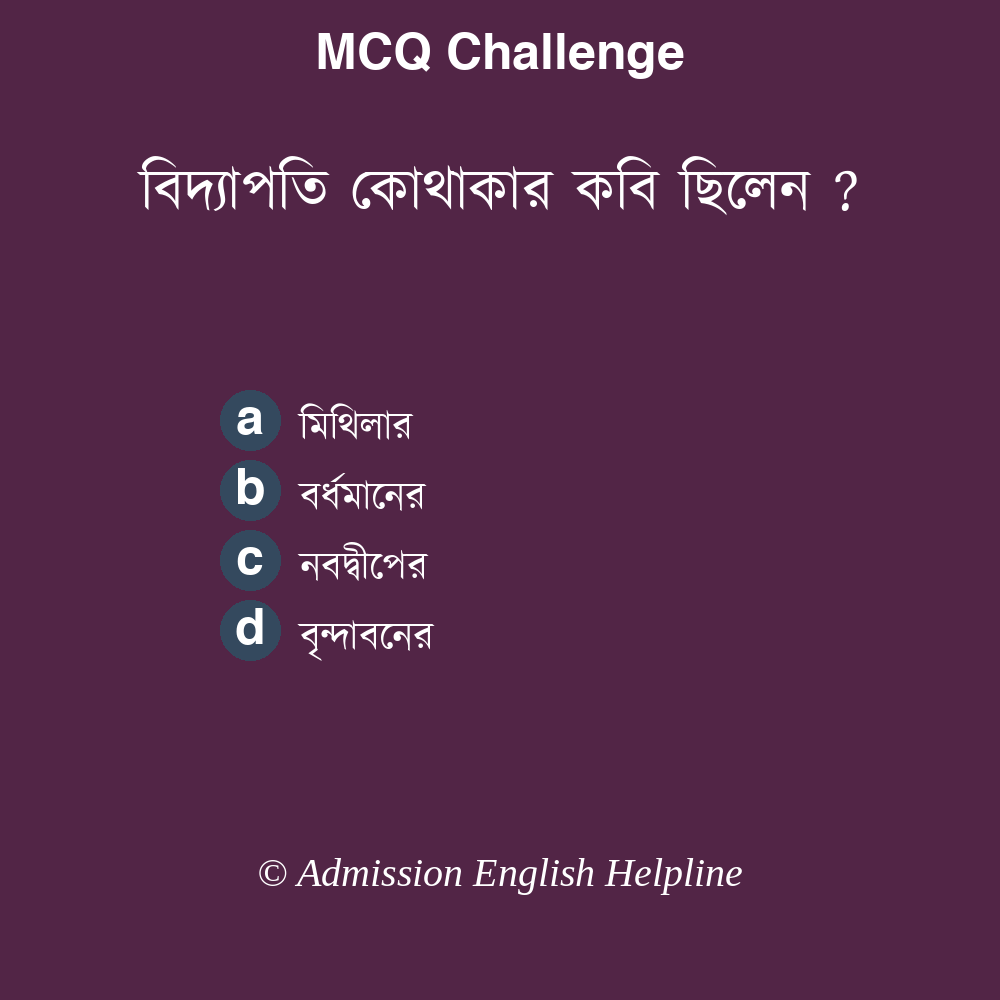 MCQ Challenge
বিদ্যাপতি কোথাকার কবি ছিলেন ?
a মিথিলার
b বর্ধমানের
c নবদ্বীপের
d বৃন্দাবনের
© Admission English Helpline